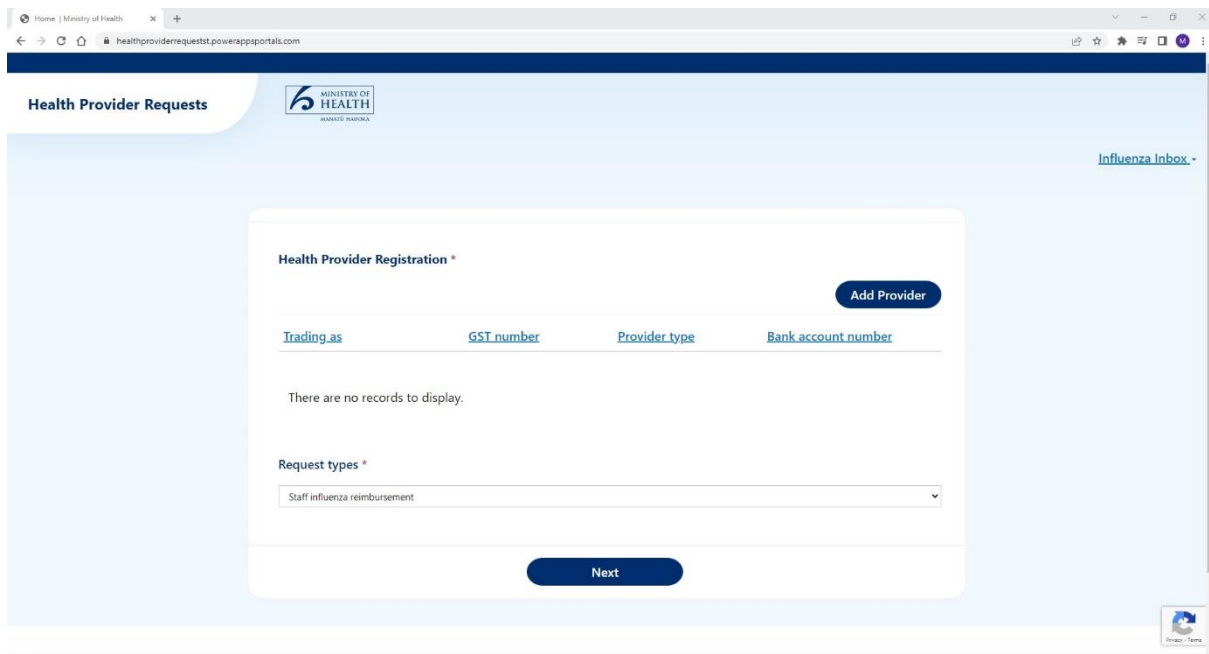 Home | Ministry of Health
healthproviderrequestst.powerappsportals.com
M
Health Provider Requests
MINISTRY OF
HEALTH
MANATŪ HAUORA
Influenza Inbox
Health Provider Registration *
Add Provider
Trading as GST number Provider type Bank account number
There are no records to display.
Request types *
Staff influenza reimbursement
Next
Privacy - Terms